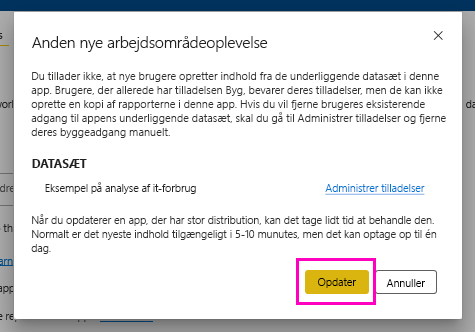 Anden nye arbejdsområdeoplevelse
Du tillader ikke, at nye brugere opretter indhold fra de underliggende datasæt i denne
app. Brugere, der allerede har tilladelsen Byg, bevarer deres tilladelser, men de kan ikke
oprette en kopi af rapporterne i denne app. Hvis du vil fjerne brugeres eksisterende
adgang til appens underliggende datasæt, skal du gå til Administrer tilladelser og fjerne
deres byggeadgang manuelt.
DATASÆT
Eksempel på analyse af it-forbrug Administrer tilladelser
Når du opdaterer en app, der har stor distribution, kan det tage lidt tid at behandle den.
Normalt er det nyeste indhold tilgængeligt i 5-10 munutes, men det kan optage op til én
dag.
Opdater Annuller